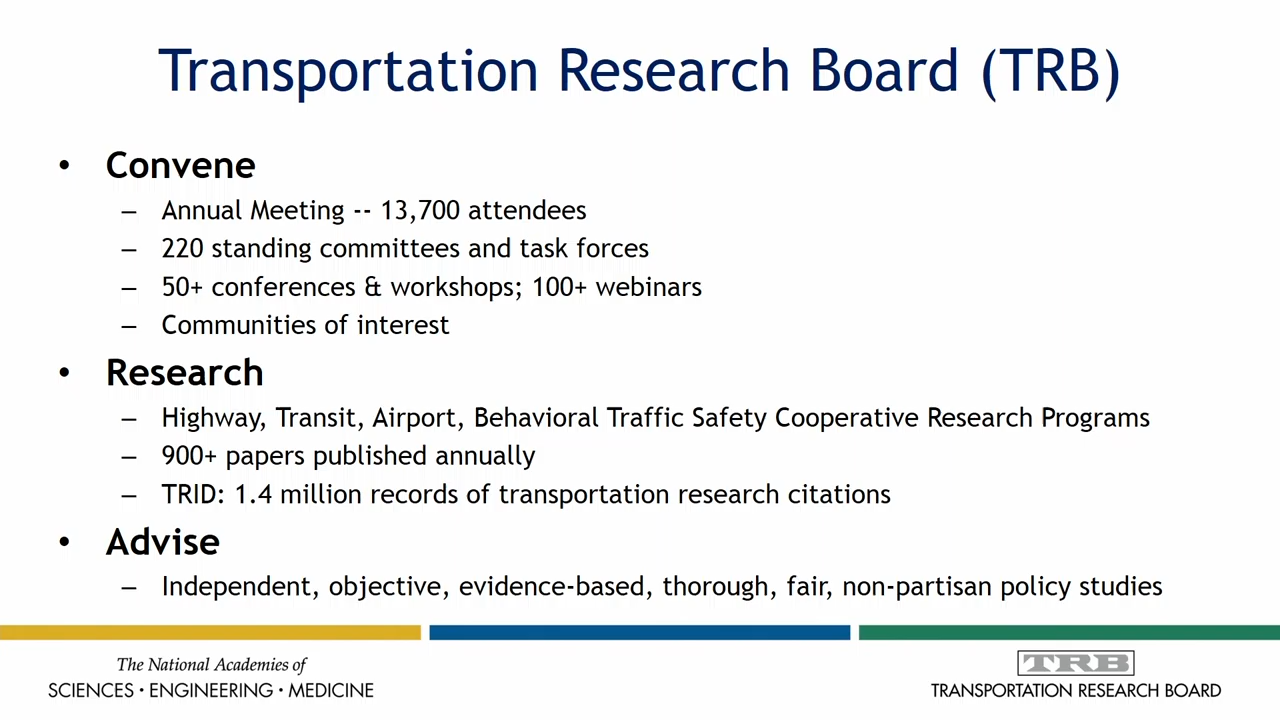 Transportation Research Board (TRB)
• Convene
– Annual Meeting -- 13,700 attendees
– 220 standing committees and task forces
– 50+ conferences & workshops; 100+ webinars
– Communities of interest
• Research
– Highway, Transit, Airport, Behavioral Traffic Safety Cooperative Research Programs
– 900+ papers published annually
– TRID: 1.4 million records of transportation research citations
• Advise
– Independent, objective, evidence-based, thorough, fair, non-partisan policy studies
The National Academies of
SCIENCES · ENGINEERING · MEDICINE
TRB
TRANSPORTATION RESEARCH BOARD